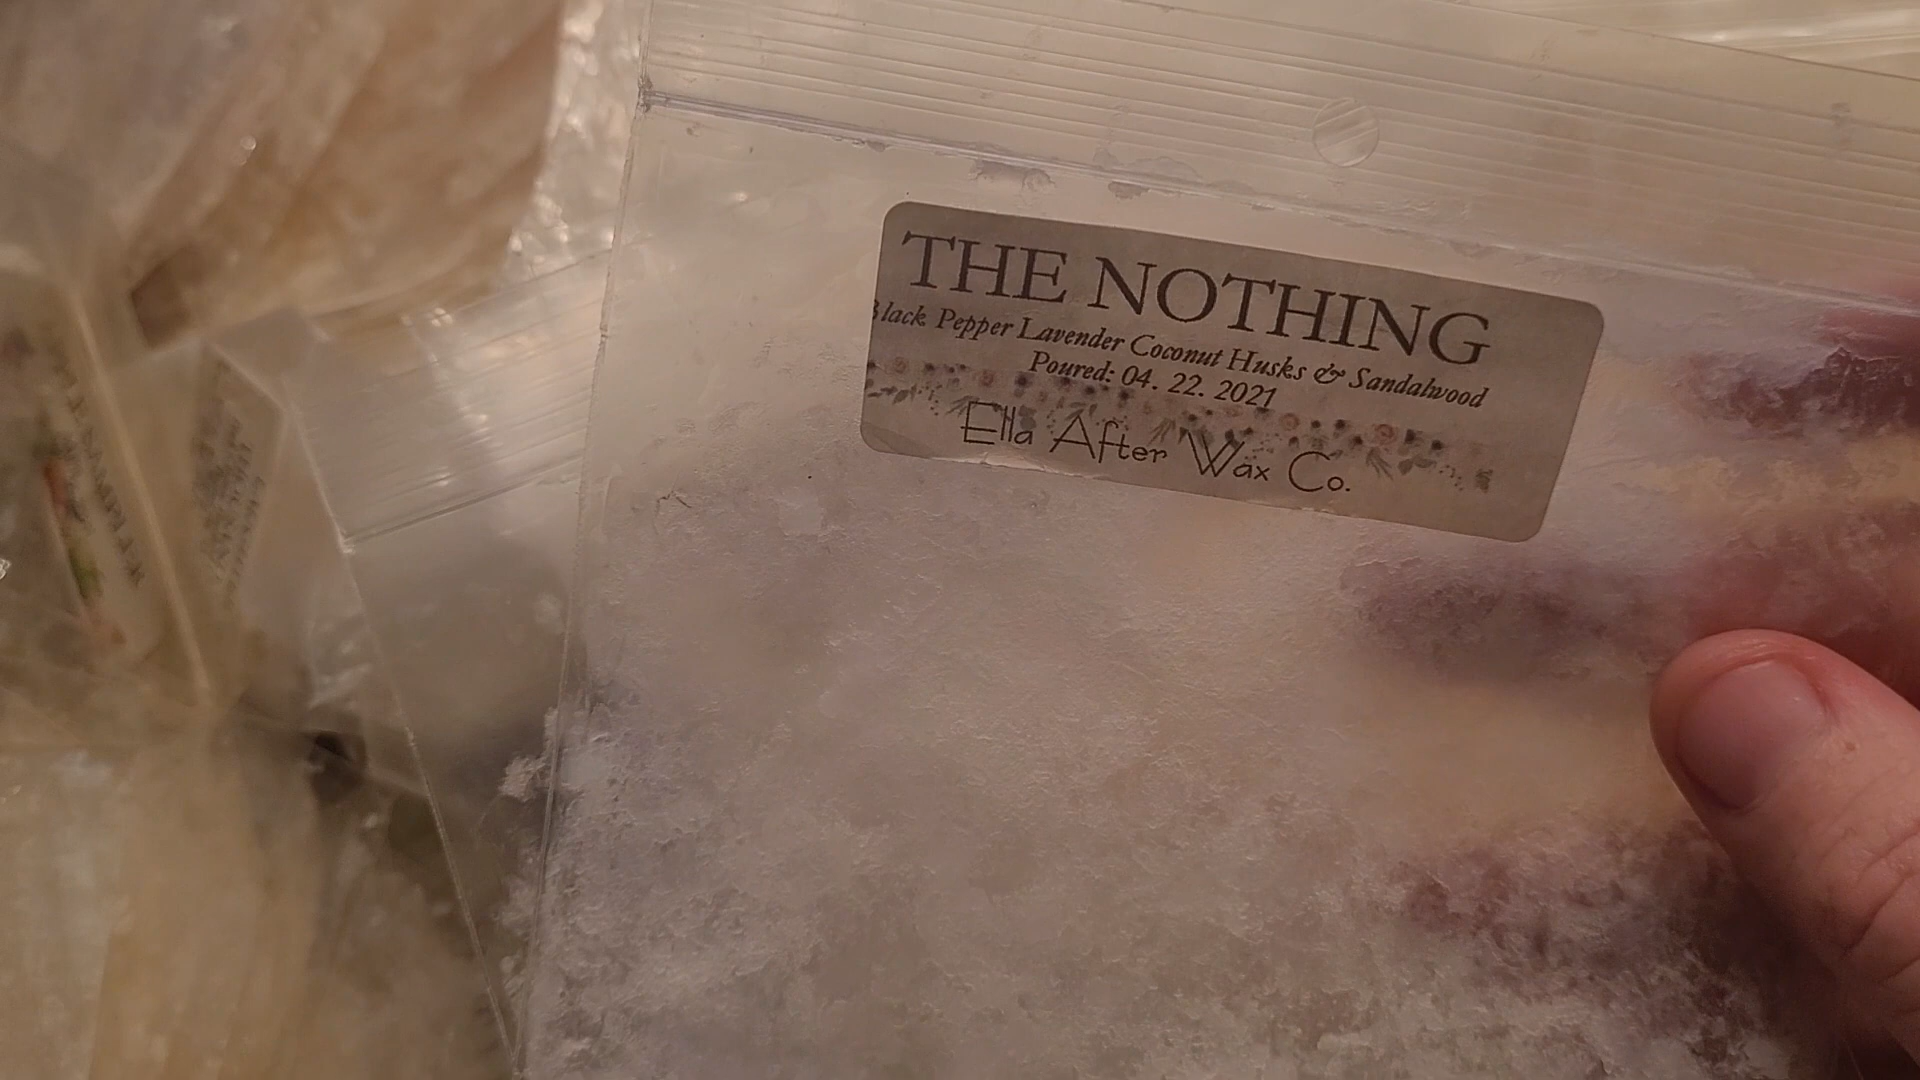 THE NOTHING
Black Pepper Lavender Coconut Husks & Sandalwood
Poured: 04. 22. 2021
Ella After Wax Co.